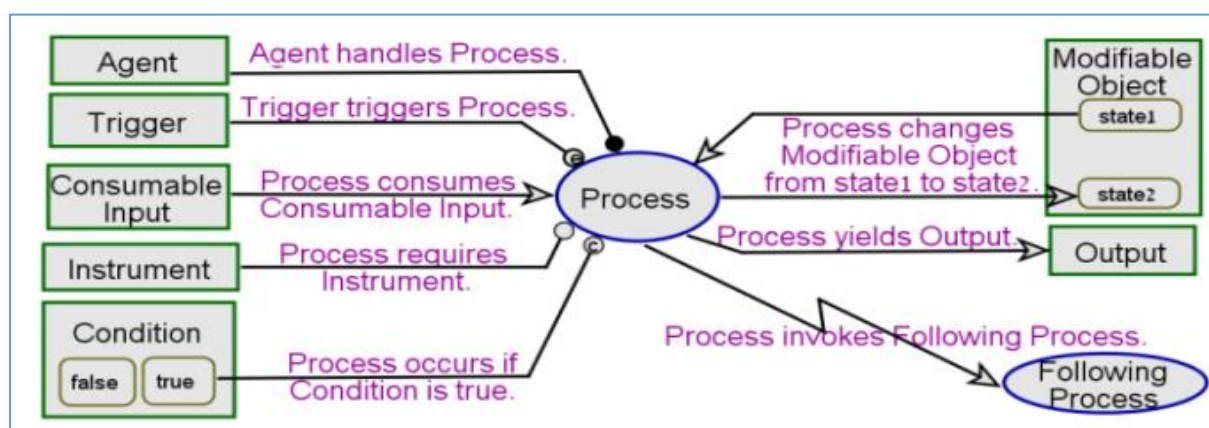 Agent
Agent handles Process.
Trigger
Trigger triggers Process.
e
Consumable
Input
Process consumes
Consumable Input.
Instrument
Process requires
Instrument.
Condition
false
true
Process occurs if
Condition is true.
c
Process
Modifiable
Object
state1
state2
Process changes
Modifiable Object
from state1 to state2.
Process yields Output.
Output
Process invokes Following Process.
Following
Process